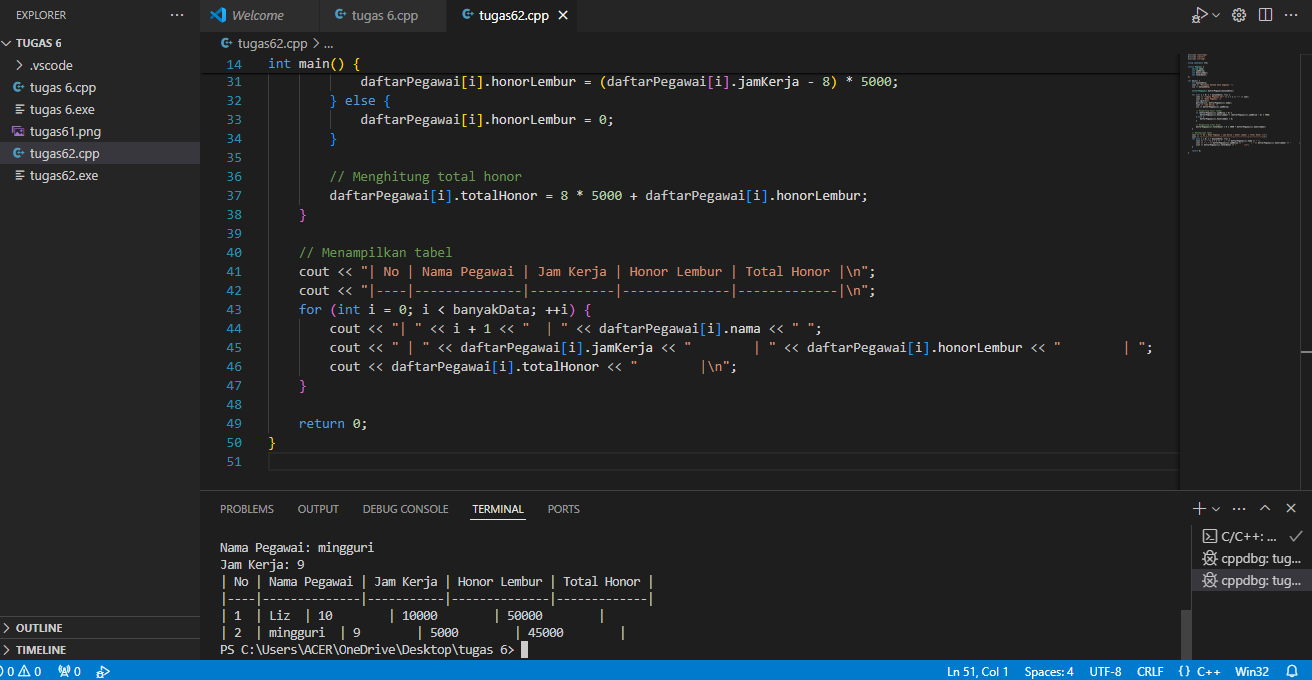 EXPLORER
Welcome
tugas 6.cpp
tugas62.cpp
TUGAS 6
.vscode
tugas 6.cpp
tugas 6.exe
tugas61.png
tugas62.cpp
tugas62.exe
OUTLINE
TIMELINE
tugas62.cpp > ...
14 int main() {
31 daftarPegawai[i].honorLembur = (daftarPegawai[i].jamKerja - 8) * 5000;
32 } else {
33 daftarPegawai[i].honorLembur = 0;
34 }
35
36 // Menghitung total honor
37 daftarPegawai[i].totalHonor = 8 * 5000 + daftarPegawai[i].honorLembur;
38 }
39
40 // Menampilkan tabel
41 cout << "| No | Nama Pegawai | Jam Kerja | Honor Lembur | Total Honor |\n";
42 cout << "|----|--------------|-----------|--------------|-------------|\n";
43 for (int i = 0; i < banyakData; ++i) {
44 cout << "| " << i + 1 << "  | " << daftarPegawai[i].nama << " ";
45 cout << " | " << daftarPegawai[i].jamKerja << "        | " << daftarPegawai[i].honorLembur << "        | ";
46 cout << daftarPegawai[i].totalHonor << "        |\n";
47 }
48
49 return 0;
50 }
51
PROBLEMS OUTPUT DEBUG CONSOLE TERMINAL PORTS
Nama Pegawai: mingguri
Jam Kerja: 9
| No | Nama Pegawai | Jam Kerja | Honor Lembur | Total Honor |
|----|--------------|-----------|--------------|-------------|
| 1  | Liz  | 10        | 10000        | 50000        |
| 2  | mingguri  | 9        | 5000        | 45000        |
PS C:\Users\ACER\OneDrive\Desktop\tugas 6>
C/C++: ...
cppdbg: tug...
cppdbg: tug...
0 0 0
Ln 51, Col 1 Spaces: 4 UTF-8 CRLF {} C++ Win32